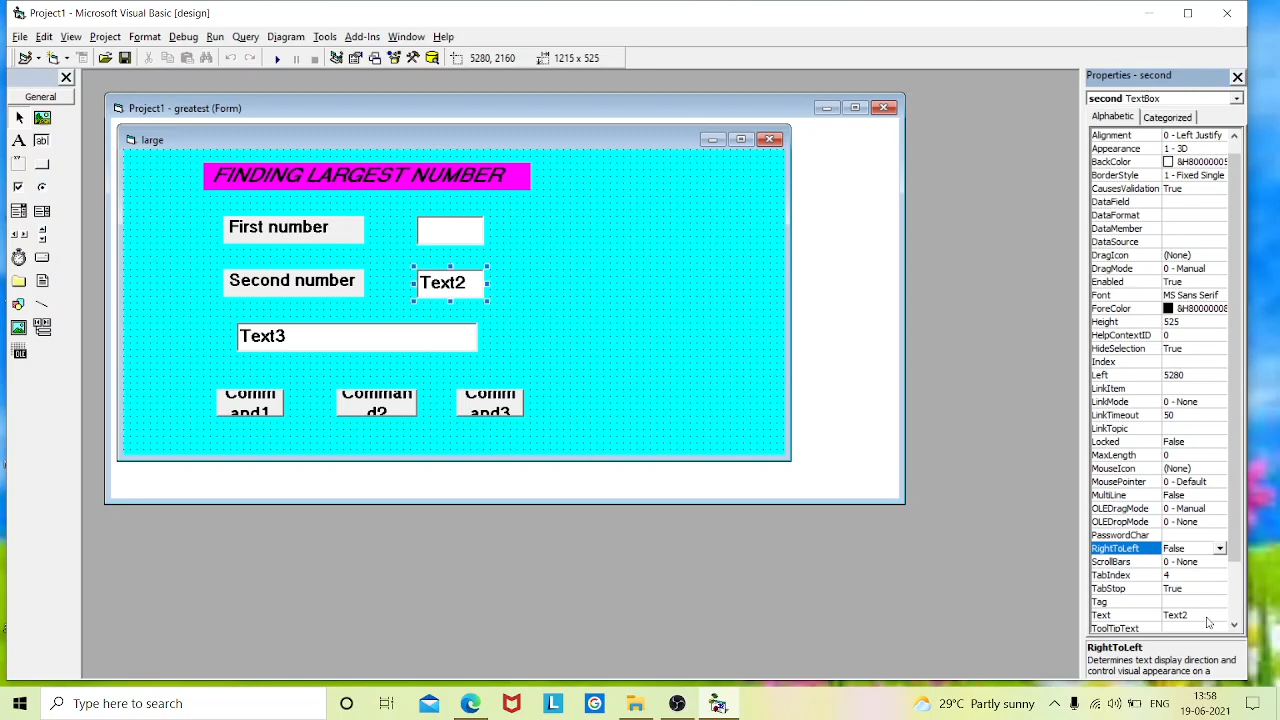 Project1 - Microsoft Visual Basic [design]
File Edit View Project Format Debug Run Query Diagram Tools Add-Ins Window Help
5280, 2160 1215 x 525
General
Project1 - greatest (Form)
large
FINDING LARGEST NUMBER
First number
Second number Text2
Text3
Comm
and1
Comman
d2
Comm
and3
Properties - second
second TextBox
Alphabetic Categorized
Alignment 0 - Left Justify
Appearance 1 - 3D
BackColor &H80000005
BorderStyle 1 - Fixed Single
CausesValidation True
DataField
DataFormat
DataMember
DataSource
DragIcon (None)
DragMode 0 - Manual
Enabled True
Font MS Sans Serif
ForeColor &H80000008
Height 525
HelpContextID 0
HideSelection True
Index
Left 5280
LinkItem
LinkMode 0 - None
LinkTimeout 50
LinkTopic
Locked False
MaxLength 0
MouseIcon (None)
MousePointer 0 - Default
MultiLine False
OLEDragMode 0 - Manual
OLEDropMode 0 - None
PasswordChar
RightToLeft False
ScrollBars 0 - None
TabIndex 4
TabStop True
Tag
Text Text2
ToolTipText
RightToLeft
Determines text display direction and
control visual appearance on a
Type here to search
29°C Partly sunny
ENG
13:58
19-06-2021